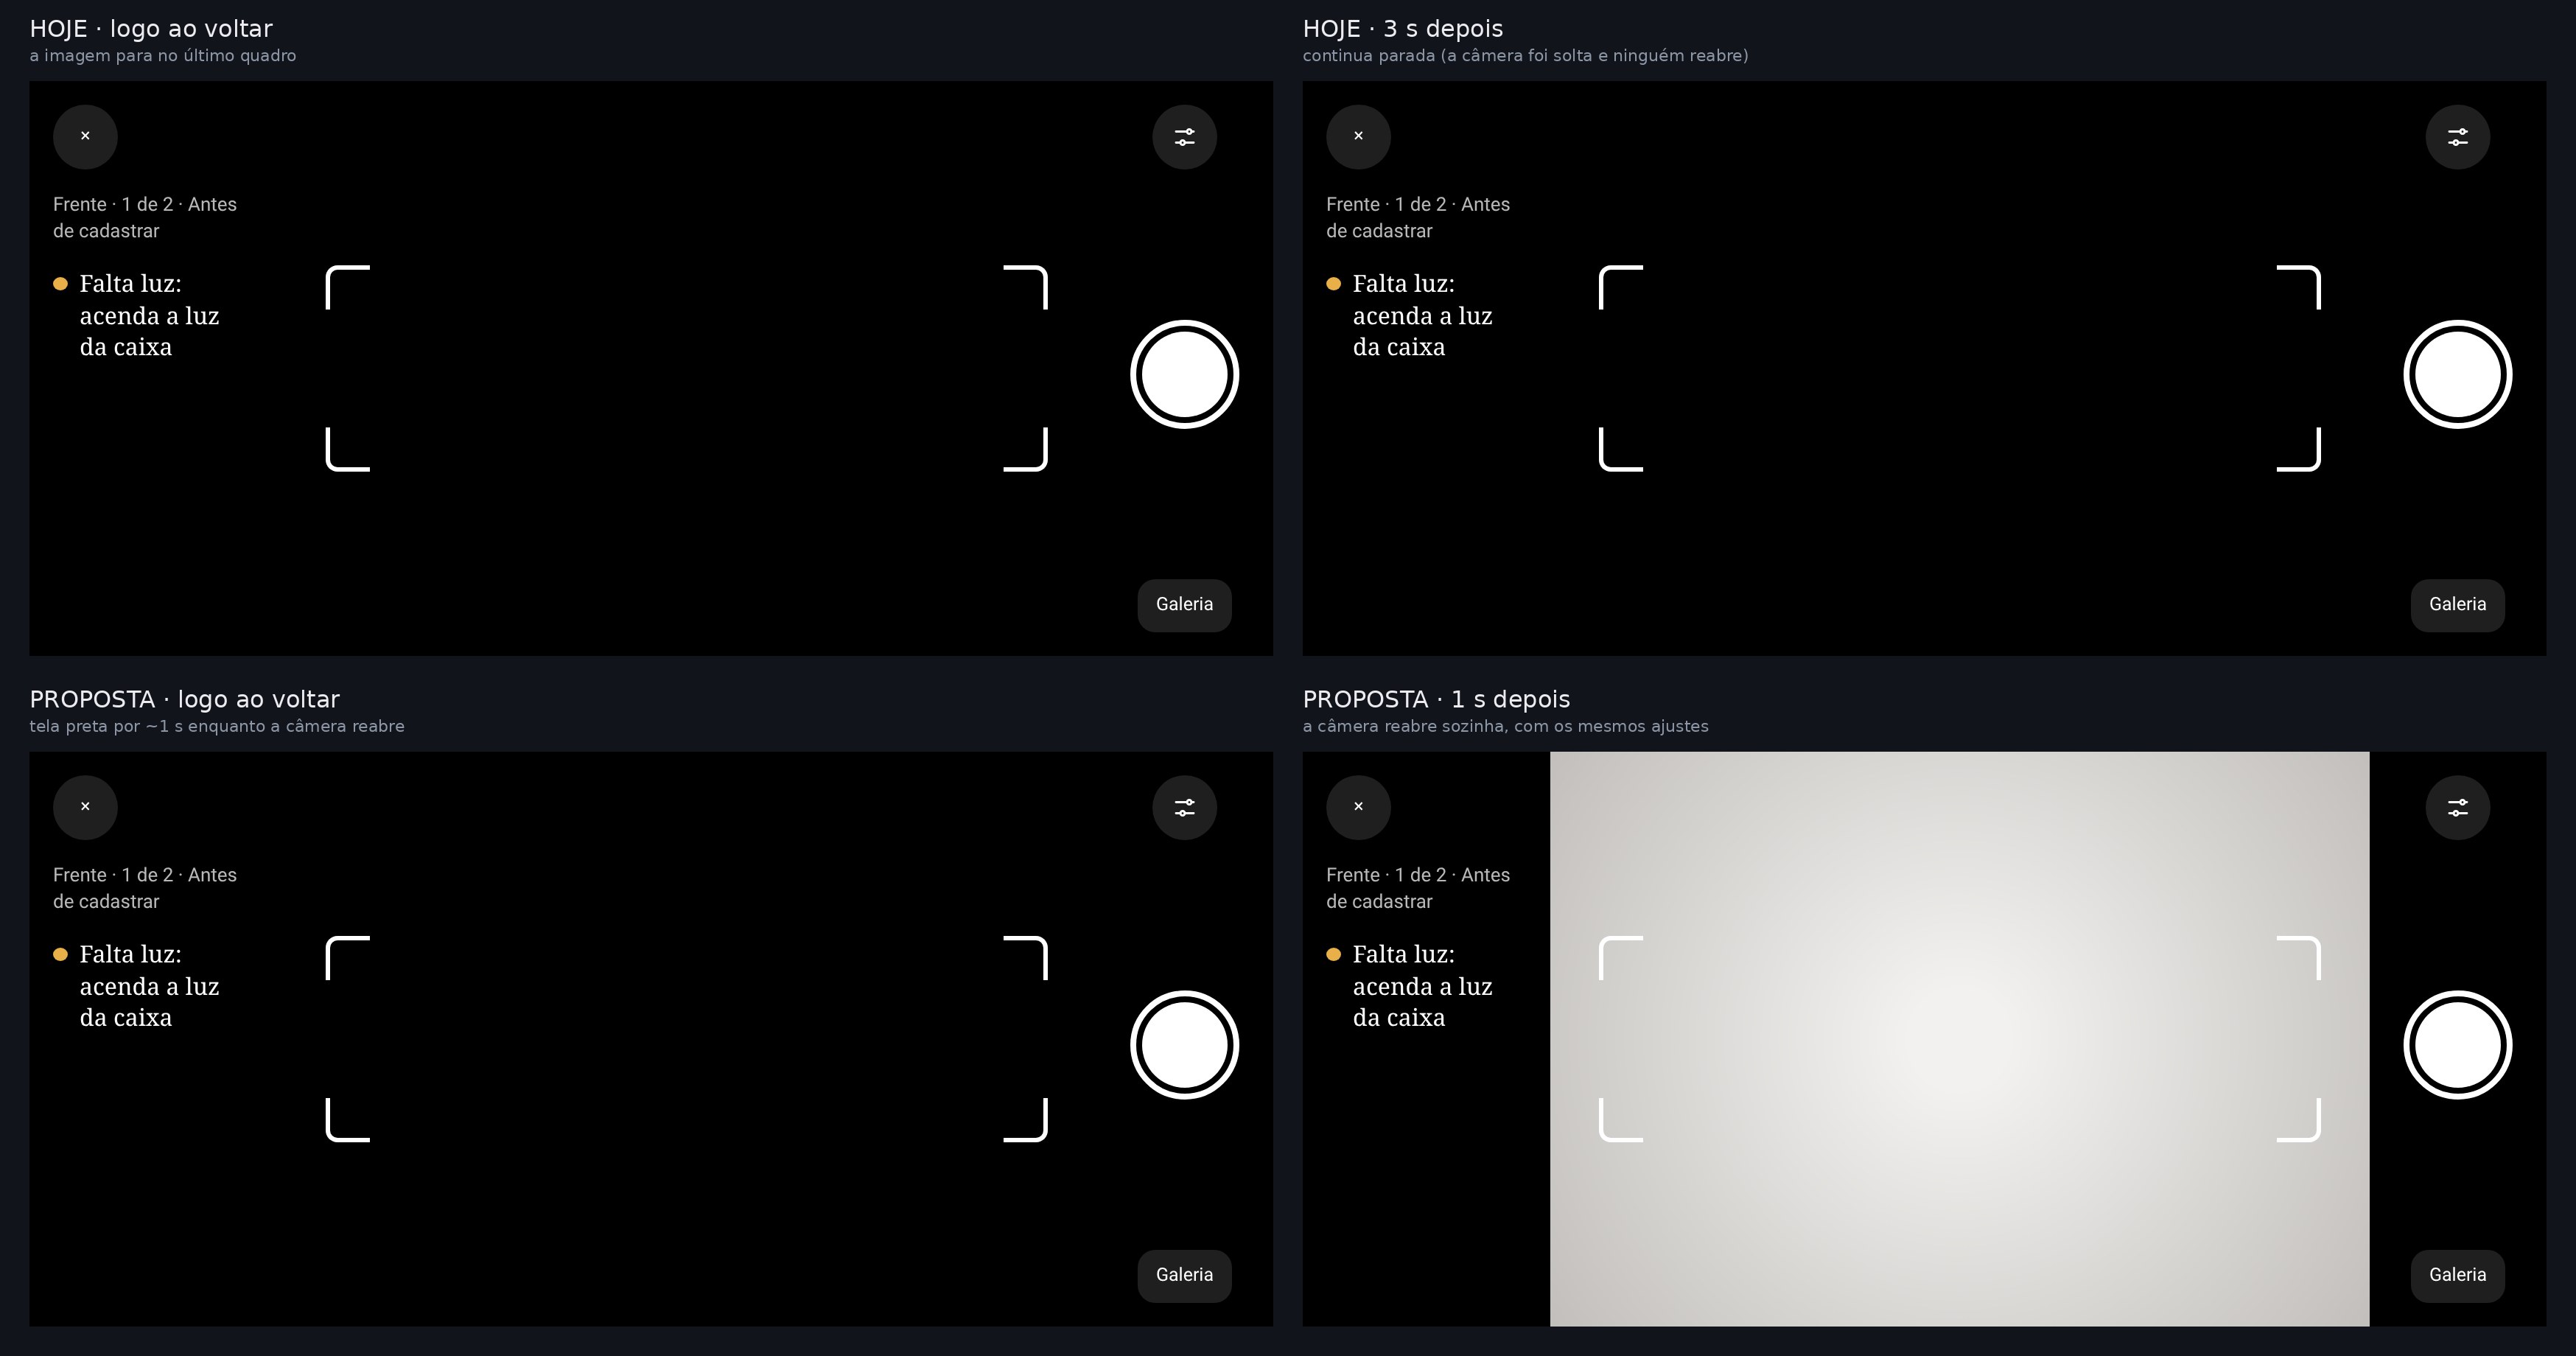 HOJE · logo ao voltar
a imagem para no último quadro
×
Frente · 1 de 2 · Antes
de cadastrar
Falta luz:
acenda a luz
da caixa
Galeria
HOJE · 3 s depois
continua parada (a câmera foi solta e ninguém reabre)
×
Frente · 1 de 2 · Antes
de cadastrar
Falta luz:
acenda a luz
da caixa
Galeria
PROPOSTA · logo ao voltar
tela preta por ~1 s enquanto a câmera reabre
×
Frente · 1 de 2 · Antes
de cadastrar
Falta luz:
acenda a luz
da caixa
Galeria
PROPOSTA · 1 s depois
a câmera reabre sozinha, com os mesmos ajustes
×
Frente · 1 de 2 · Antes
de cadastrar
Falta luz:
acenda a luz
da caixa
Galeria